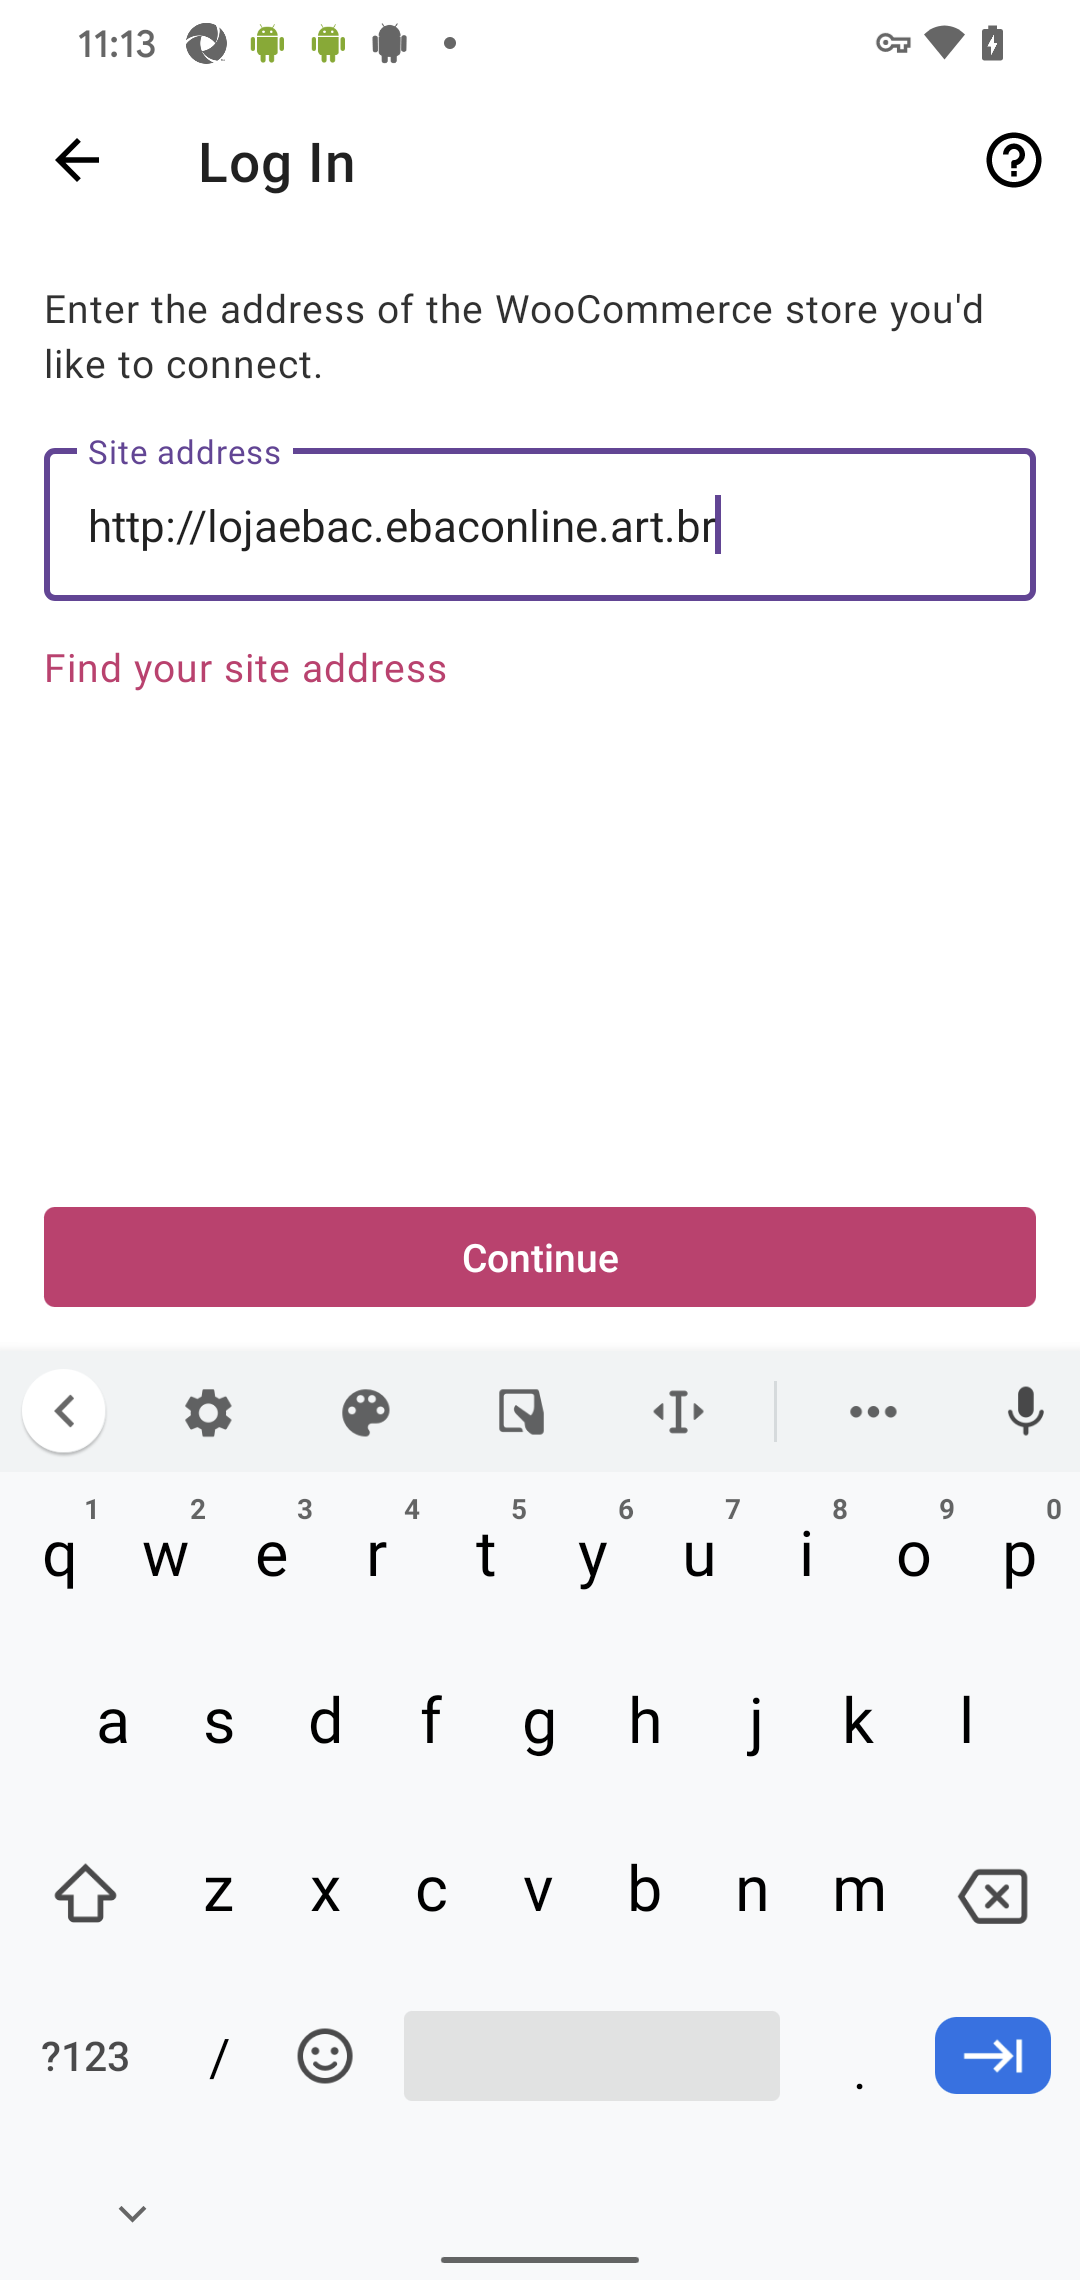 11:13
Log In
Enter the address of the WooCommerce store you'd
like to connect.
Site address
http://lojaebac.ebaconline.art.br
Find your site address
Continue
1 2 3 4 5 6 7 8 9 0
q w e r t y u i o p
a s d f g h j k l
z x c v b n m
?123 / .